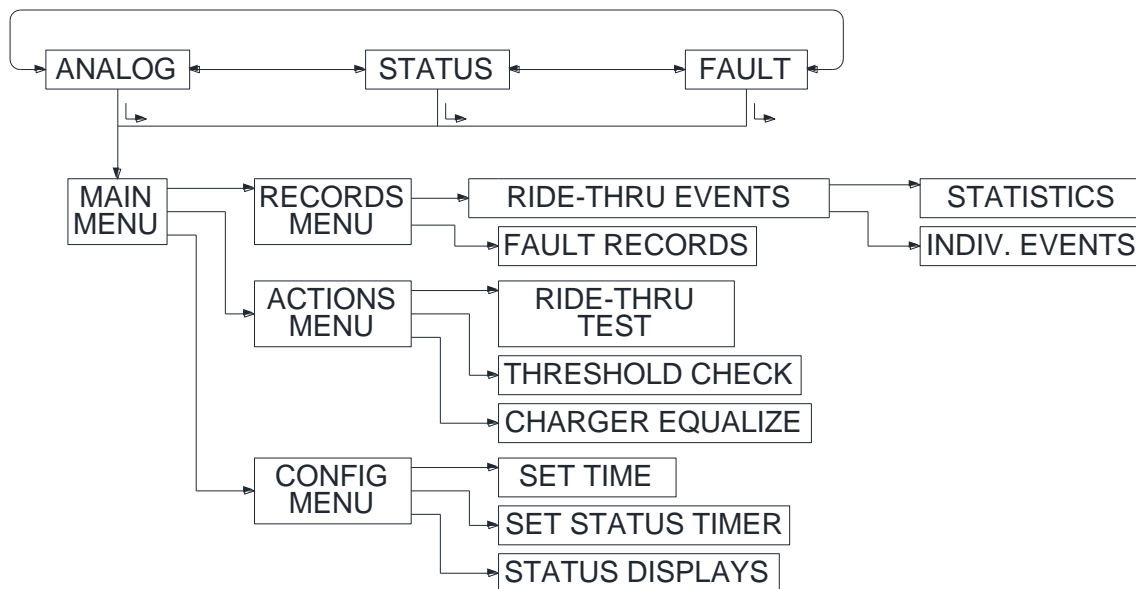 ANALOG
STATUS
FAULT
MAIN
MENU
RECORDS
MENU
RIDE-THRU EVENTS
STATISTICS
FAULT RECORDS
INDIV. EVENTS
ACTIONS
MENU
RIDE-THRU
TEST
THRESHOLD CHECK
CHARGER EQUALIZE
CONFIG
MENU
SET TIME
SET STATUS TIMER
STATUS DISPLAYS